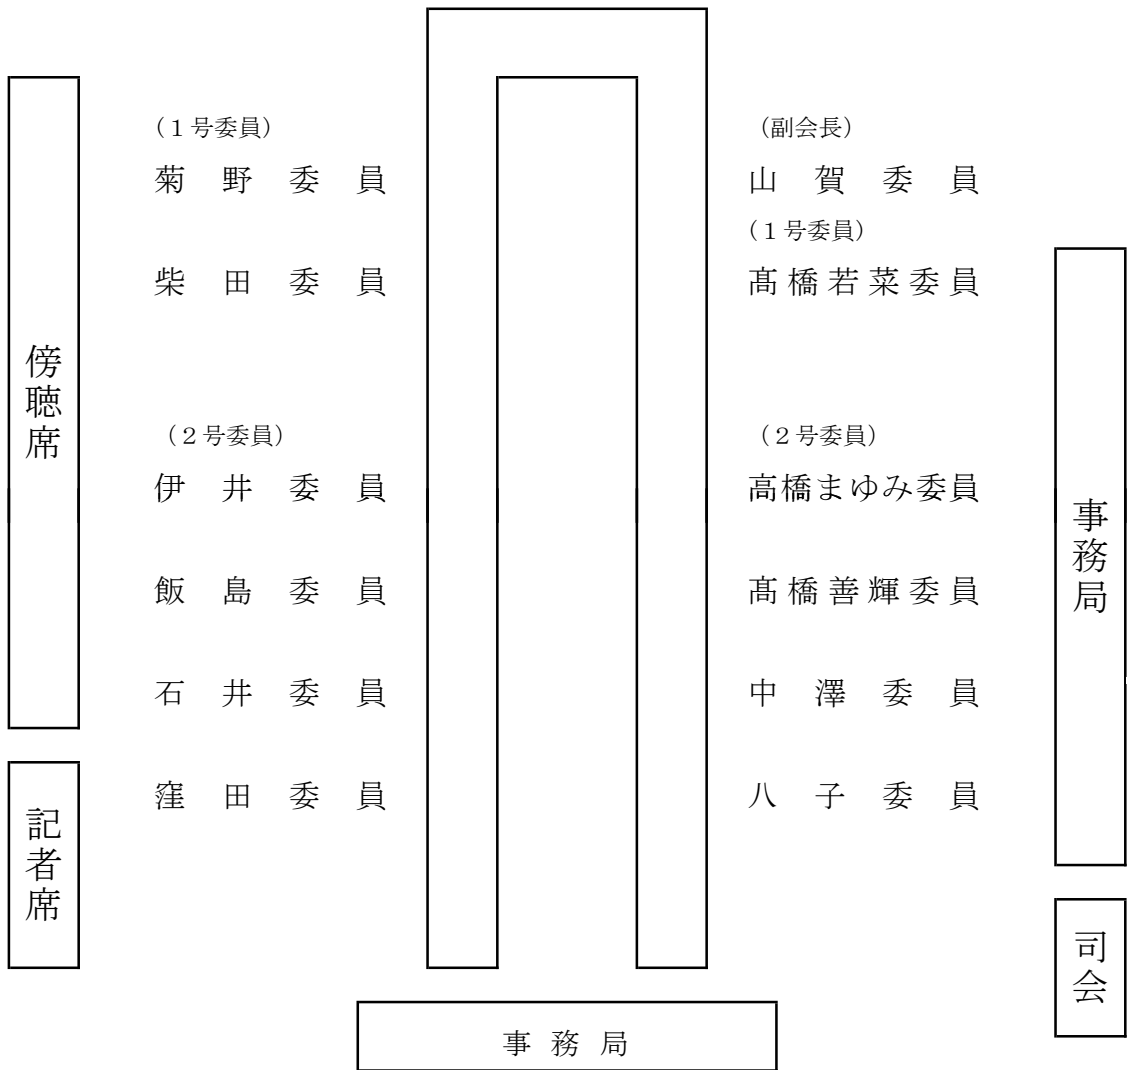 傍聴席
記者席
（１号委員）
菊野委員
柴田委員
（２号委員）
伊井委員
飯島委員
石井委員
窪田委員
（副会長）
山賀委員
（１号委員）
髙橋若菜委員
（２号委員）
高橋まゆみ委員
髙橋善輝委員
中澤委員
八子委員
事務局
司会
事務局